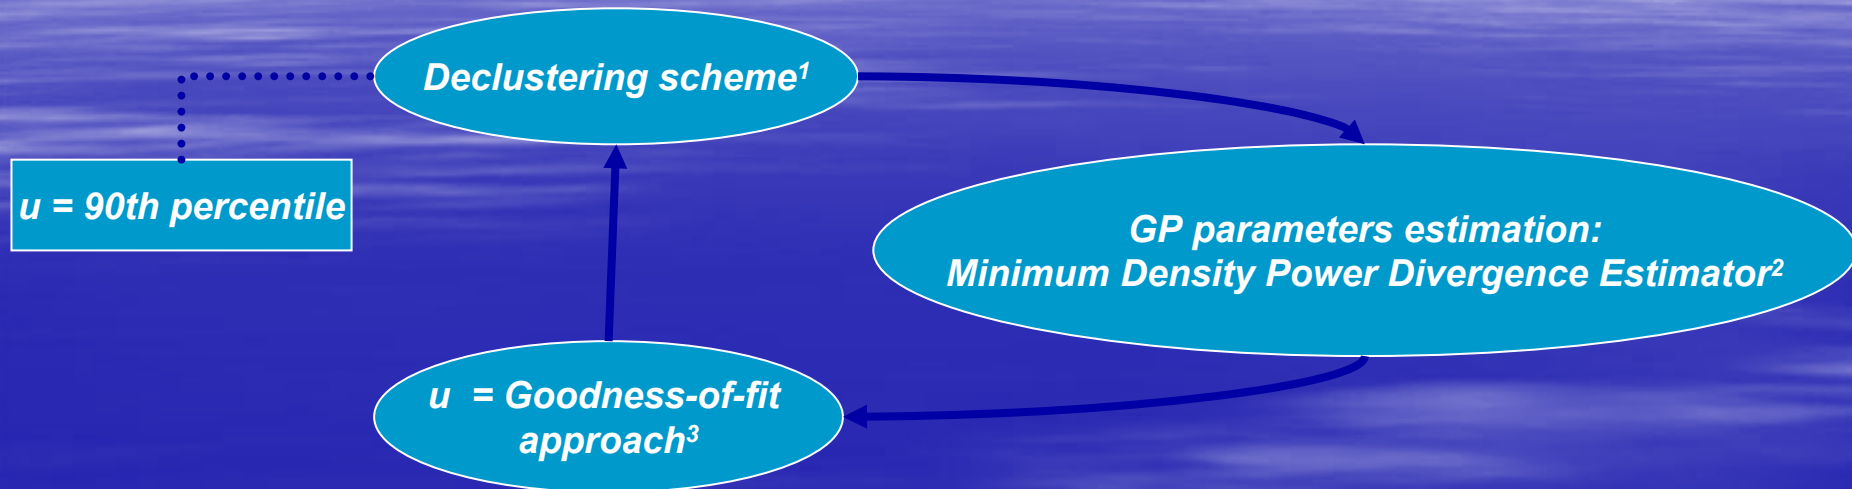 Declustering scheme¹
u = 90th percentile
GP parameters estimation:
Minimum Density Power Divergence Estimator²
u = Goodness-of-fit
approach³